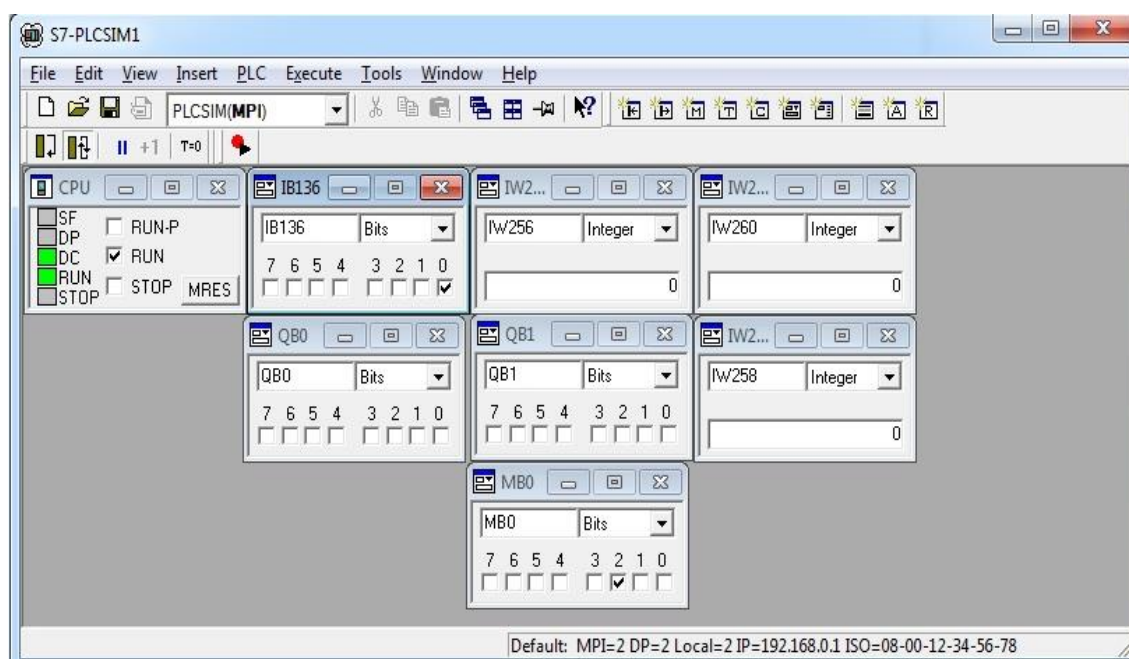 S7-PLCSIM1
File Edit View Insert PLC Execute Tools Window Help
PLCSIM(MPI)
+1 T=0
CPU
SF
DP
DC
RUN
STOP
RUN-P
RUN
STOP
MRES
IB136
IB136 Bits
7 6 5 4 3 2 1 0
IW2...
IW256 Integer
0
IW2...
IW260 Integer
0
QB0
QB0 Bits
7 6 5 4 3 2 1 0
QB1
QB1 Bits
7 6 5 4 3 2 1 0
IW2...
IW258 Integer
0
MB0
MB0 Bits
7 6 5 4 3 2 1 0
Default: MPI=2 DP=2 Local=2 IP=192.168.0.1 ISO=08-00-12-34-56-78